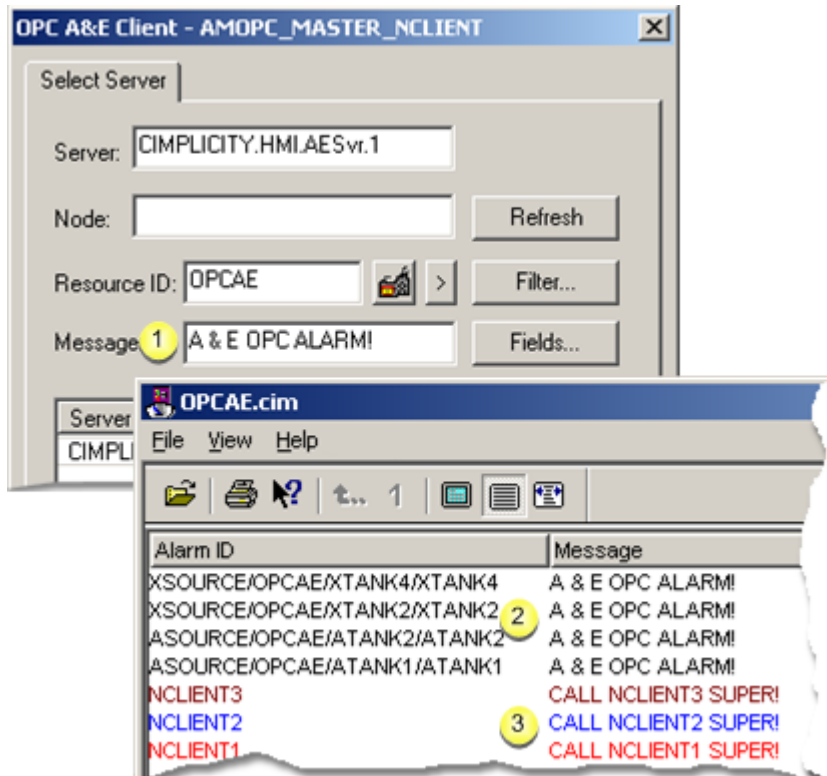 OPC A&E Client - AMOPC_MASTER_NCLIENT
Select Server
Server: CIMPLICITY.HMI.AESvr.1
Node: Refresh
Resource ID: OPCAE > Filter...
Message 1 A & E OPC ALARM! Fields...
Server
CIMPLI
OPCAE.cim
File View Help
1
Alarm ID Message
XSOURCE/OPCAE/XTANK4/XTANK4 A & E OPC ALARM!
XSOURCE/OPCAE/XTANK2/XTANK2 A & E OPC ALARM!
2
ASOURCE/OPCAE/ATANK2/ATANK2 A & E OPC ALARM!
ASOURCE/OPCAE/ATANK1/ATANK1 A & E OPC ALARM!
NCLIENT3 CALL NCLIENT3 SUPER!
NCLIENT2 3 CALL NCLIENT2 SUPER!
NCLIENT1 CALL NCLIENT1 SUPER!